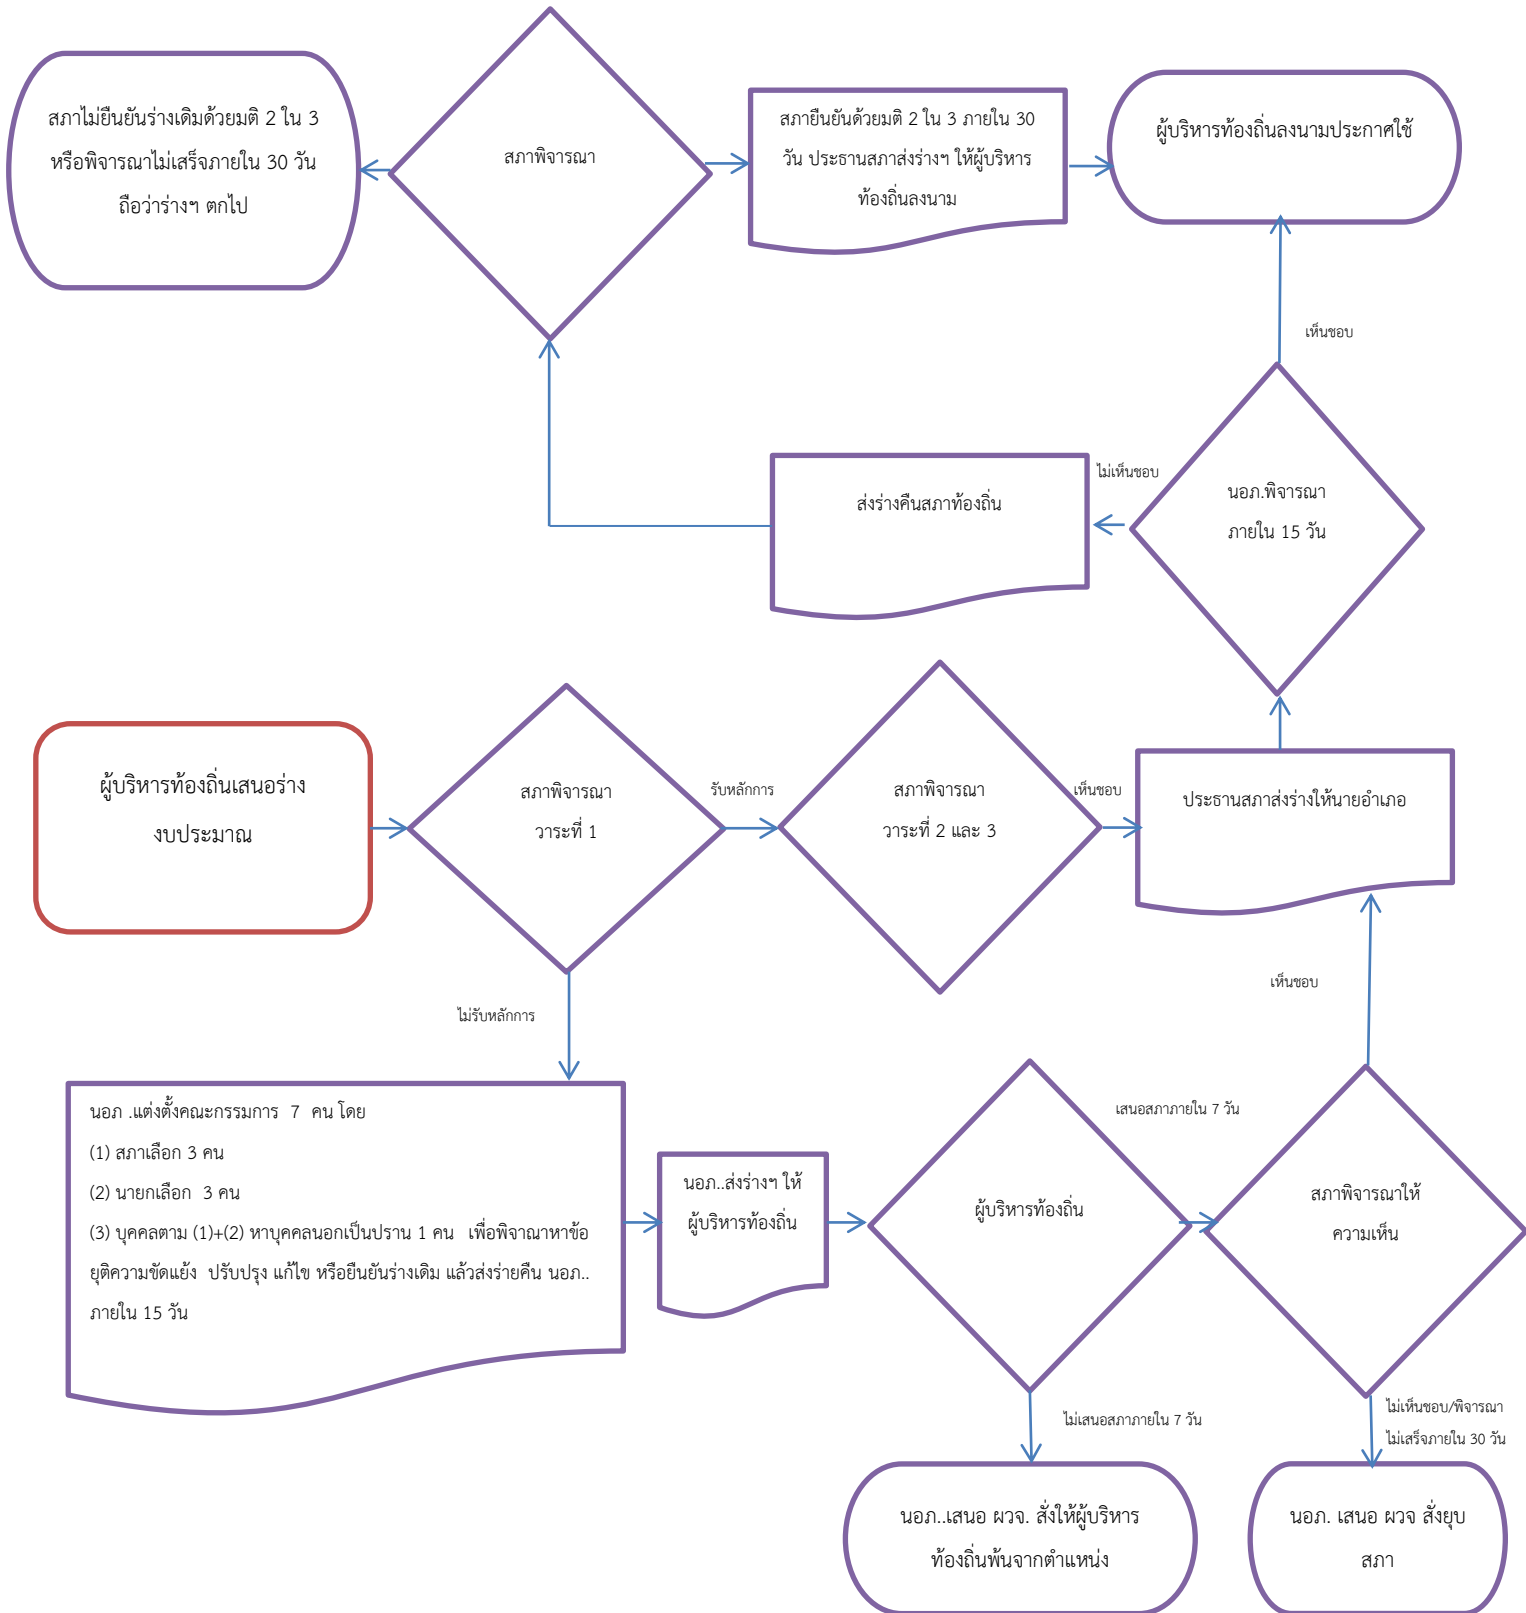 สภาไม่ยืนยันร่างเดิมด้วยมติ 2 ใน 3
หรือพิจารณาไม่เสร็จภายใน 30 วัน
ถือว่าร่างฯ ตกไป
สภาพิจารณา
สภายืนยันด้วยมติ 2 ใน 3 ภายใน 30
วัน ประธานสภาส่งร่างฯ ให้ผู้บริหาร
ท้องถิ่นลงนาม
ผู้บริหารท้องถิ่นลงนามประกาศใช้
เห็นชอบ
ส่งร่างคืนสภาท้องถิ่น
ไม่เห็นชอบ
นอภ.พิจารณา
ภายใน 15 วัน
ผู้บริหารท้องถิ่นเสนอร่าง
งบประมาณ
สภาพิจารณา
วาระที่ 1
รับหลักการ
สภาพิจารณา
วาระที่ 2 และ 3
เห็นชอบ
ประธานสภาส่งร่างให้นายอำเภอ
เห็นชอบ
ไม่รับหลักการ
นอภ .แต่งตั้งคณะกรรมการ 7 คน โดย
(1) สภาเลือก 3 คน
(2) นายกเลือก 3 คน
(3) บุคคลตาม (1)+(2) หาบุคคลนอกเป็นปราน 1 คน เพื่อพิจาณาหาข้อ
ยุติความขัดแย้ง ปรับปรุง แก้ไข หรือยืนยันร่างเดิม แล้วส่งร่ายคืน นอภ..
ภายใน 15 วัน
นอภ..ส่งร่างฯ ให้
ผู้บริหารท้องถิ่น
ผู้บริหารท้องถิ่น
เสนอสภาภายใน 7 วัน
สภาพิจารณาให้
ความเห็น
ไม่เสนอสภาภายใน 7 วัน
ไม่เห็นชอบ/พิจารณา
ไม่เสร็จภายใน 30 วัน
นอภ..เสนอ ผวจ. สั่งให้ผู้บริหาร
ท้องถิ่นพ้นจากตำแหน่ง
นอภ. เสนอ ผวจ สั่งยุบ
สภา